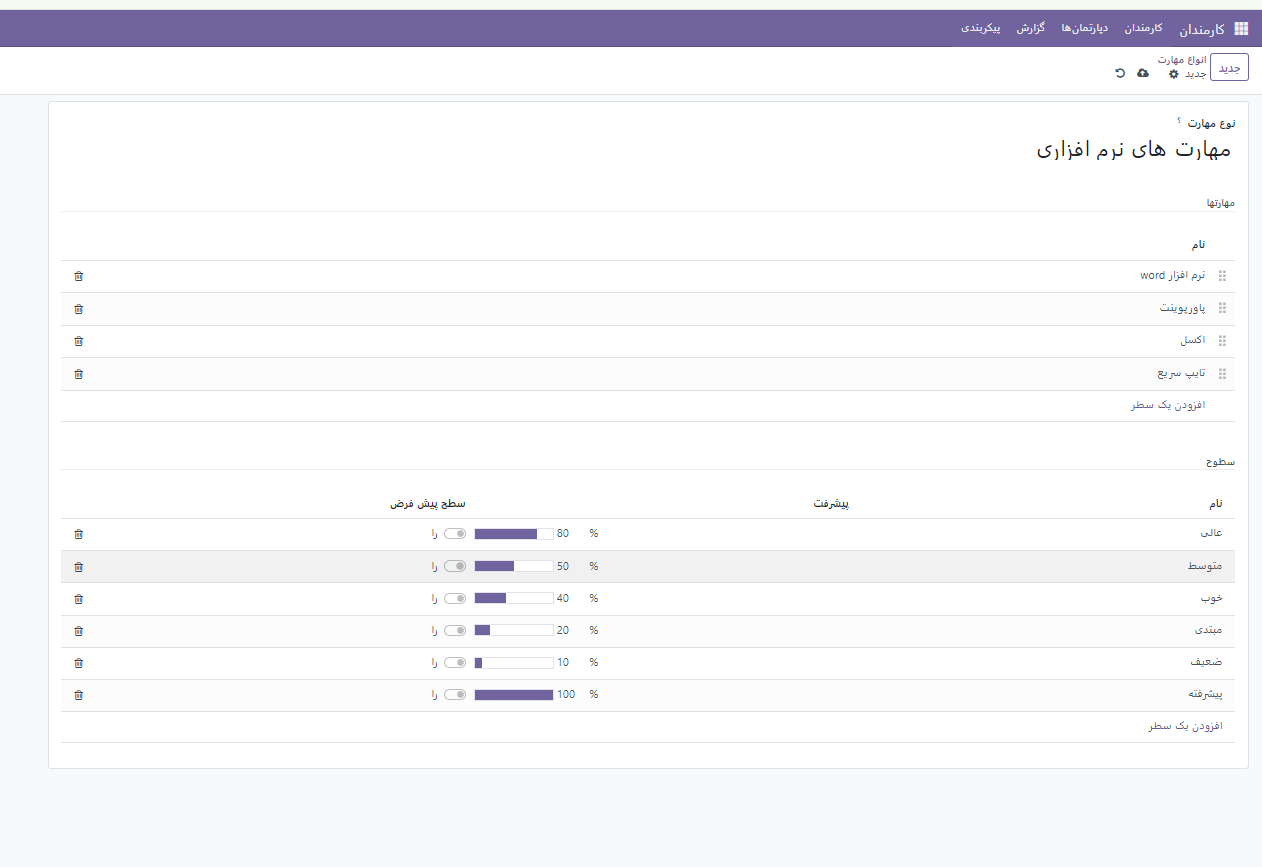 کارمندان کارمندان دپارتمان‌ها گزارش پیکربندی
جدید انواع مهارت
جدید
نوع مهارت ؟
مهارت های نرم افزاری
مهارتها
نام
نرم افزار word
پاورپوینت
اکسل
تایپ سریع
افزودن یک سطر
سطوح
نام پیشرفت سطح پیش فرض
عالی % 80 را
متوسط % 50 را
خوب % 40 را
مبتدی % 20 را
ضعیف % 10 را
پیشرفته % 100 را
افزودن یک سطر